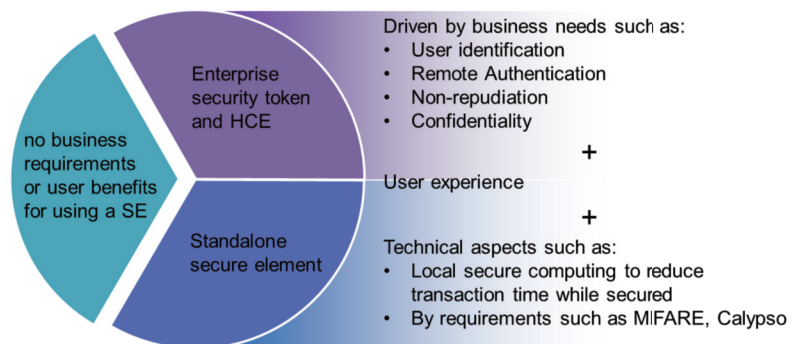 no business
requirements
or user benefits
for using a SE
Enterprise
security token
and HCE
Standalone
secure element
Driven by business needs such as:
• User identification
• Remote Authentication
• Non-repudiation
• Confidentiality
+
User experience
+
Technical aspects such as:
• Local secure computing to reduce
transaction time while secured
• By requirements such as MIFARE, Calypso